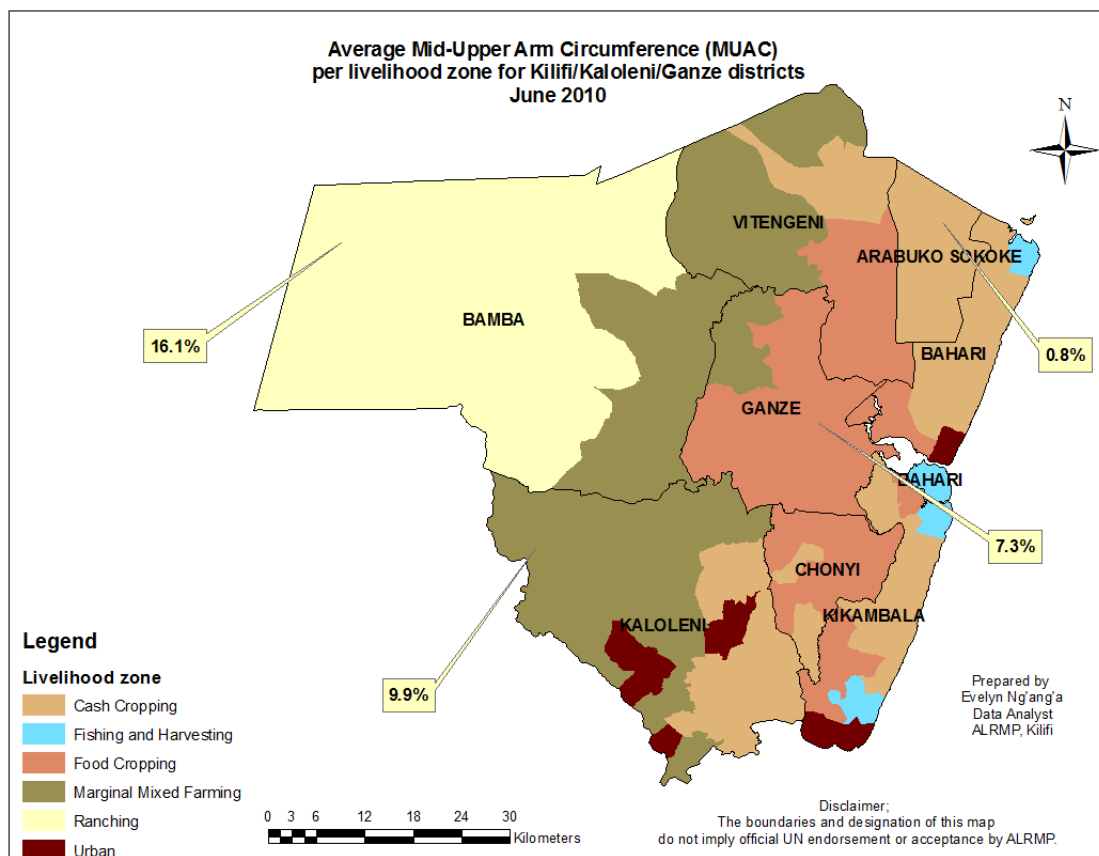 Average Mid-Upper Arm Circumference (MUAC)
per livelihood zone for Kilifi/Kaloleni/Ganze districts
June 2010
N
VITENGENI
ARABUKO SOKOKE
BAMBA
16.1%
BAHARI
0.8%
GANZE
BAHARI
7.3%
CHONYI
KALOLENI
KIKAMBALA
9.9%
Legend
Livelihood zone
Cash Cropping
Fishing and Harvesting
Food Cropping
Marginal Mixed Farming
Ranching
Urban
0 3 6 12 18 24 30
Kilometers
Prepared by
Evelyn Ng'ang'a
Data Analyst
ALRMP, Kilifi
Disclaimer;
The boundaries and designation of this map
do not imply official UN endorsement or acceptance by ALRMP.